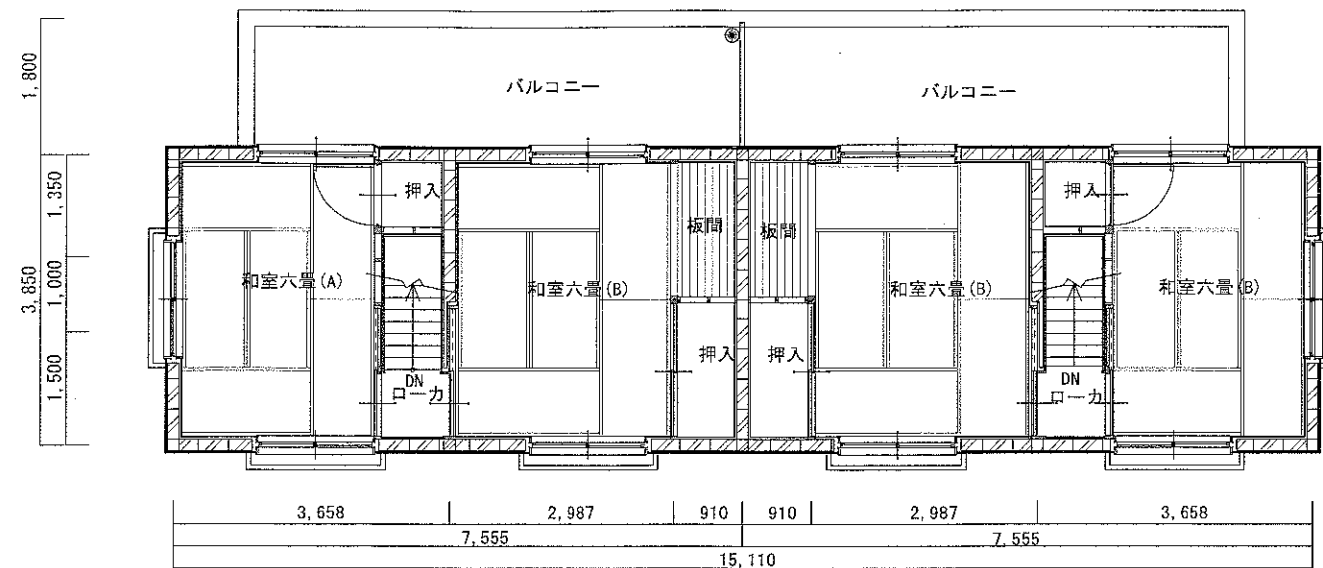 1,800
バルコニー
バルコニー
3,850
1,350
1,000
1,500
押入
板間
板間
押入
和室六畳(A)
和室六畳(B)
和室六畳(B)
和室六畳(B)
押入
押入
DN
ローカ
DN
ローカ
3,658
2,987
910
910
2,987
3,658
7,555
7,555
15,110